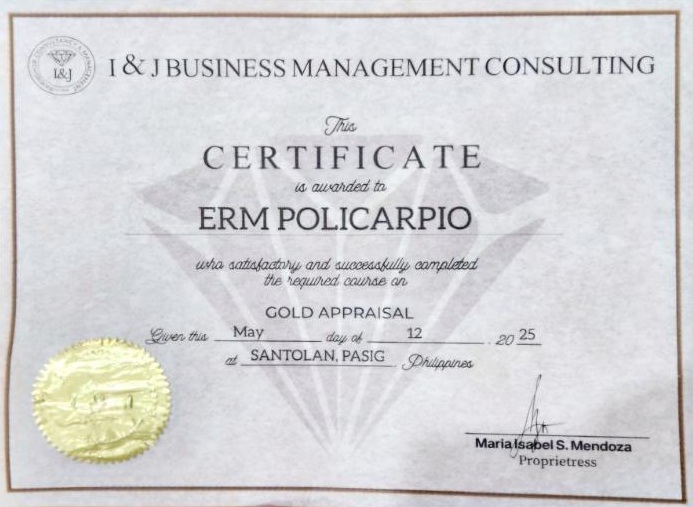 I & J BUSINESS MANAGEMENT CONSULTING
I&J
This
CERTIFICATE
is awarded to
ERM POLICARPIO
who satisfactory and successfully completed
the required course on
GOLD APPRAISAL
Given this May day of 12 . 20 25
at SANTOLAN, PASIG Philippines
Maria Isabel S. Mendoza
Proprietress